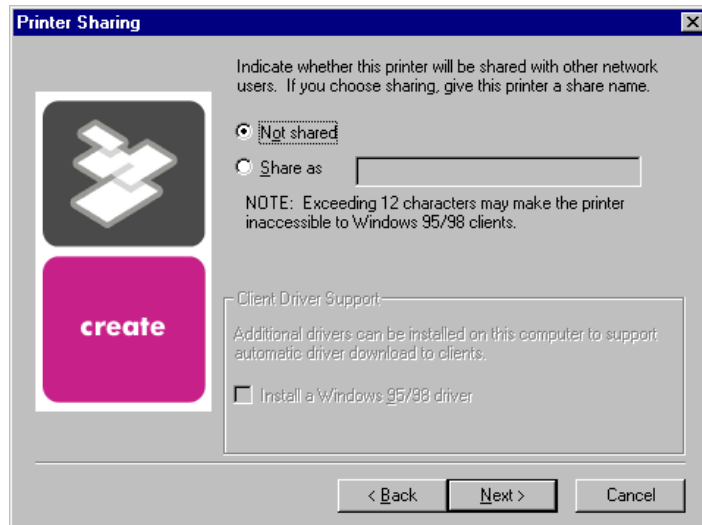 Printer Sharing
Indicate whether this printer will be shared with other network
users. If you choose sharing, give this printer a share name.
Not shared
Share as
NOTE: Exceeding 12 characters may make the printer
inaccessible to Windows 95/98 clients.
create
Client Driver Support
Additional drivers can be installed on this computer to support
automatic driver download to clients.
Install a Windows 95/98 driver
< Back
Next >
Cancel